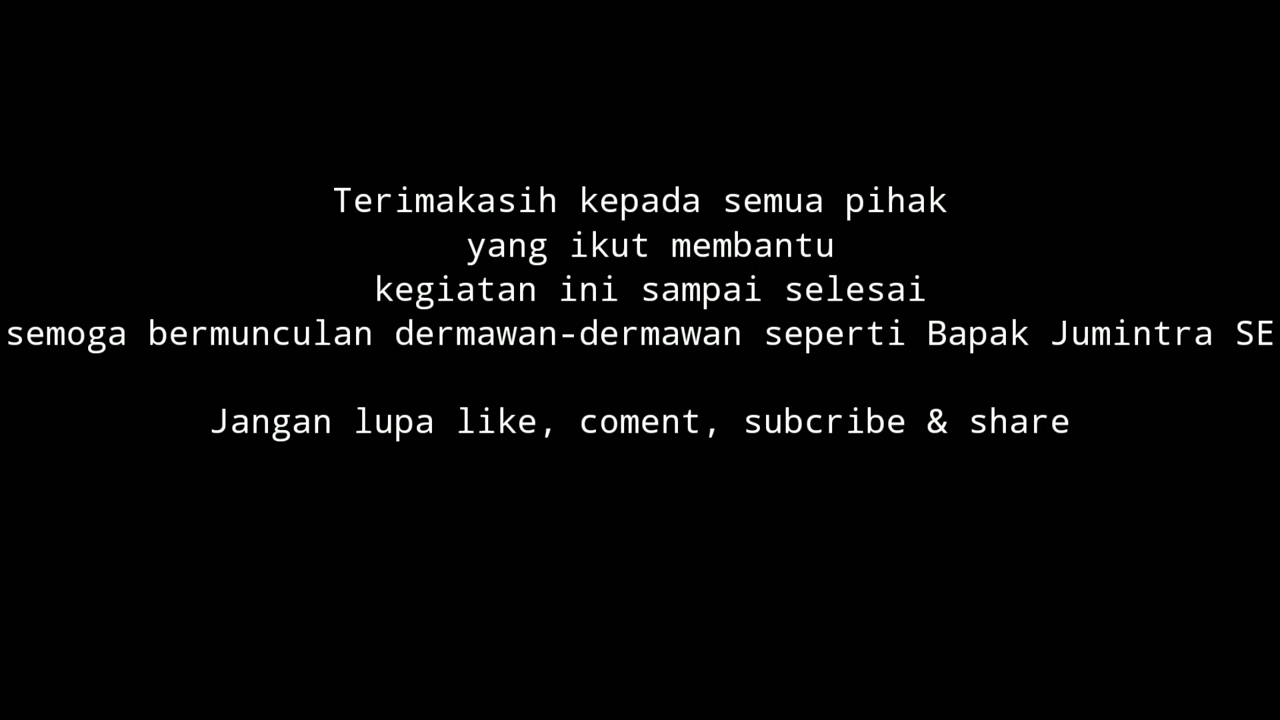 Terimakasih kepada semua pihak
yang ikut membantu
kegiatan ini sampai selesai
semoga bermunculan dermawan-dermawan seperti Bapak Jumintra SE
Jangan lupa like, coment, subcribe & share